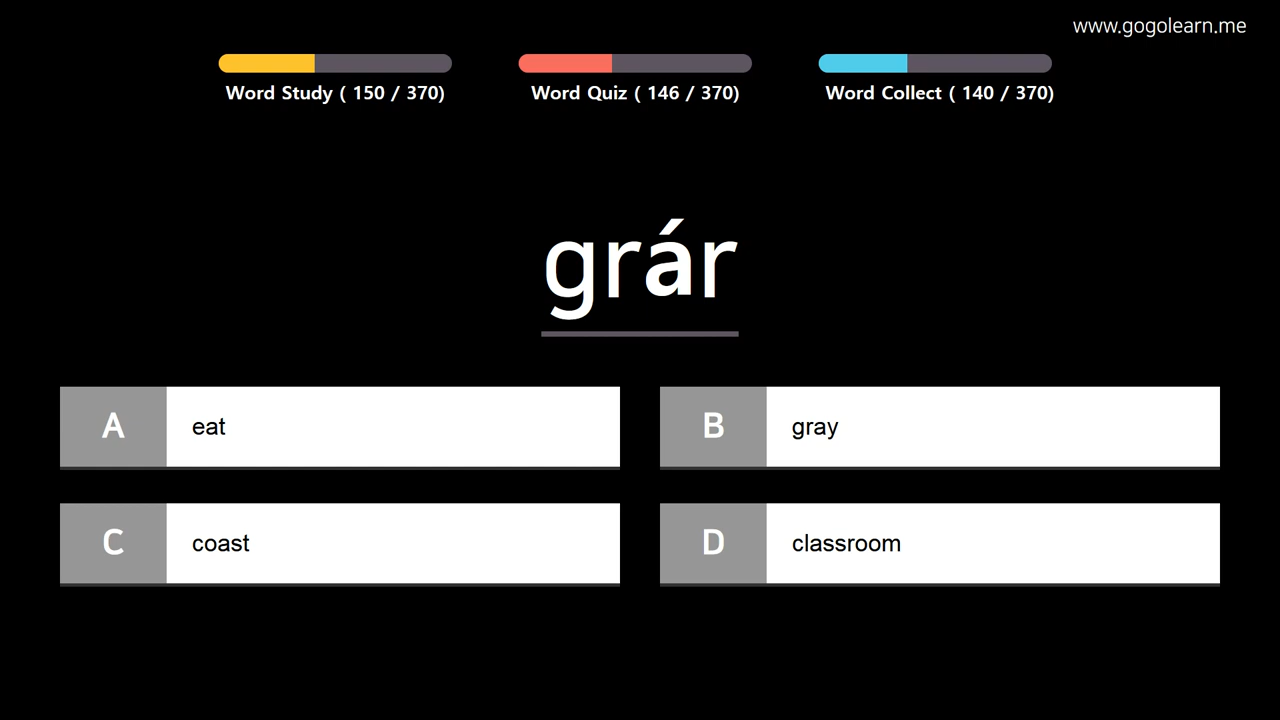 www.gogolearn.me
Word Study ( 150 / 370)
Word Quiz ( 146 / 370)
Word Collect ( 140 / 370)
grár
A eat
B gray
C coast
D classroom